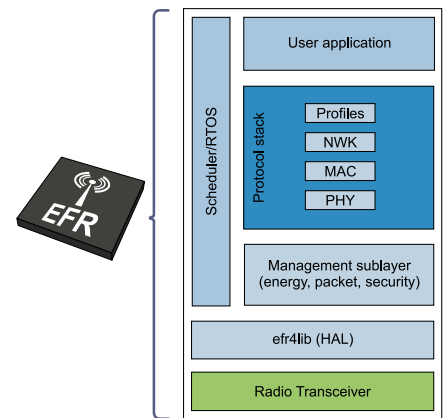 EFR
Scheduler/RTOS
User application
Protocol stack
Profiles
NWK
MAC
PHY
Management sublayer
(energy, packet, security)
efr4lib (HAL)
Radio Transceiver